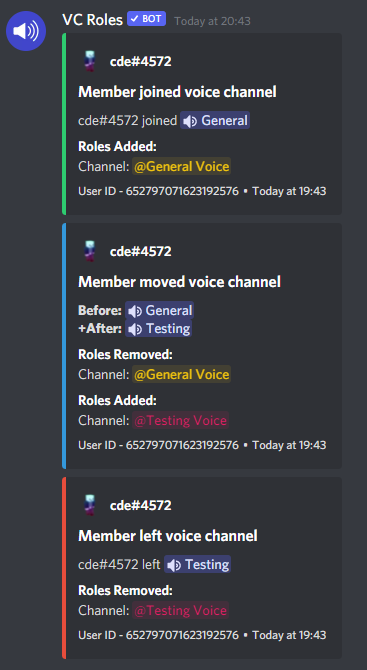 VC Roles ✓ BOT Today at 20:43
cde#4572
Member joined voice channel
cde#4572 joined General
Roles Added:
Channel: @General Voice
User ID - 652797071623192576 • Today at 19:43
cde#4572
Member moved voice channel
Before: General
+After: Testing
Roles Removed:
Channel: @General Voice
Roles Added:
Channel: @Testing Voice
User ID - 652797071623192576 • Today at 19:43
cde#4572
Member left voice channel
cde#4572 left Testing
Roles Removed:
Channel: @Testing Voice
User ID - 652797071623192576 • Today at 19:43